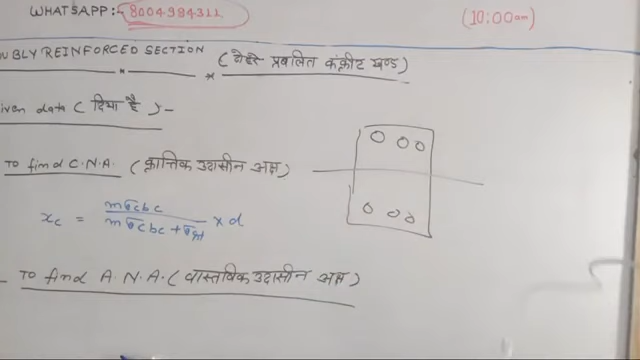 WHATSAPP:- 8004984311
(10:00am)
UBLY REINFORCED SECTION (दोहरे प्रबलित कंक्रीट खण्ड)
iven data (दिया है) :-
TO find C.N.A. (क्रान्तिक उदासीन अक्ष)
xc = mσcbc / mσcbc + σst × d
TO find A.N.A. (वास्तविक उदासीन अक्ष)